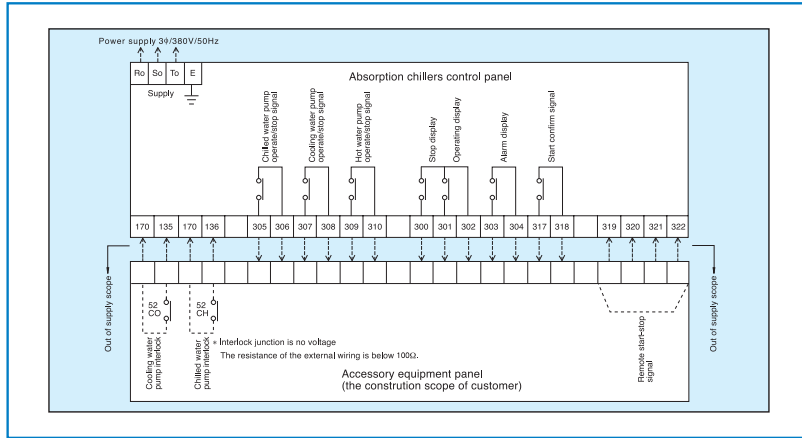 Power supply 3φ/380V/50Hz
Ro So To E
Supply
Absorption chillers control panel
Chilled water pump
operate/stop signal
Cooling water pump
operate/stop signal
Hot water pump
operate/stop signal
Stop display
Operating display
Alarm display
Start confirm signal
170 135 170 136 305 306 307 308 309 310 300 301 302 303 304 317 318 319 320 321 322
Out of supply scope
Out of supply scope
52
CO
52
CH
Cooling water
pump interlock
Chilled water
pump interlock
* Interlock junction is no voltage
The resistance of the external wiring is below 100Ω.
Remote start-stop
signal
Accessory equipment panel
(the constrution scope of customer)